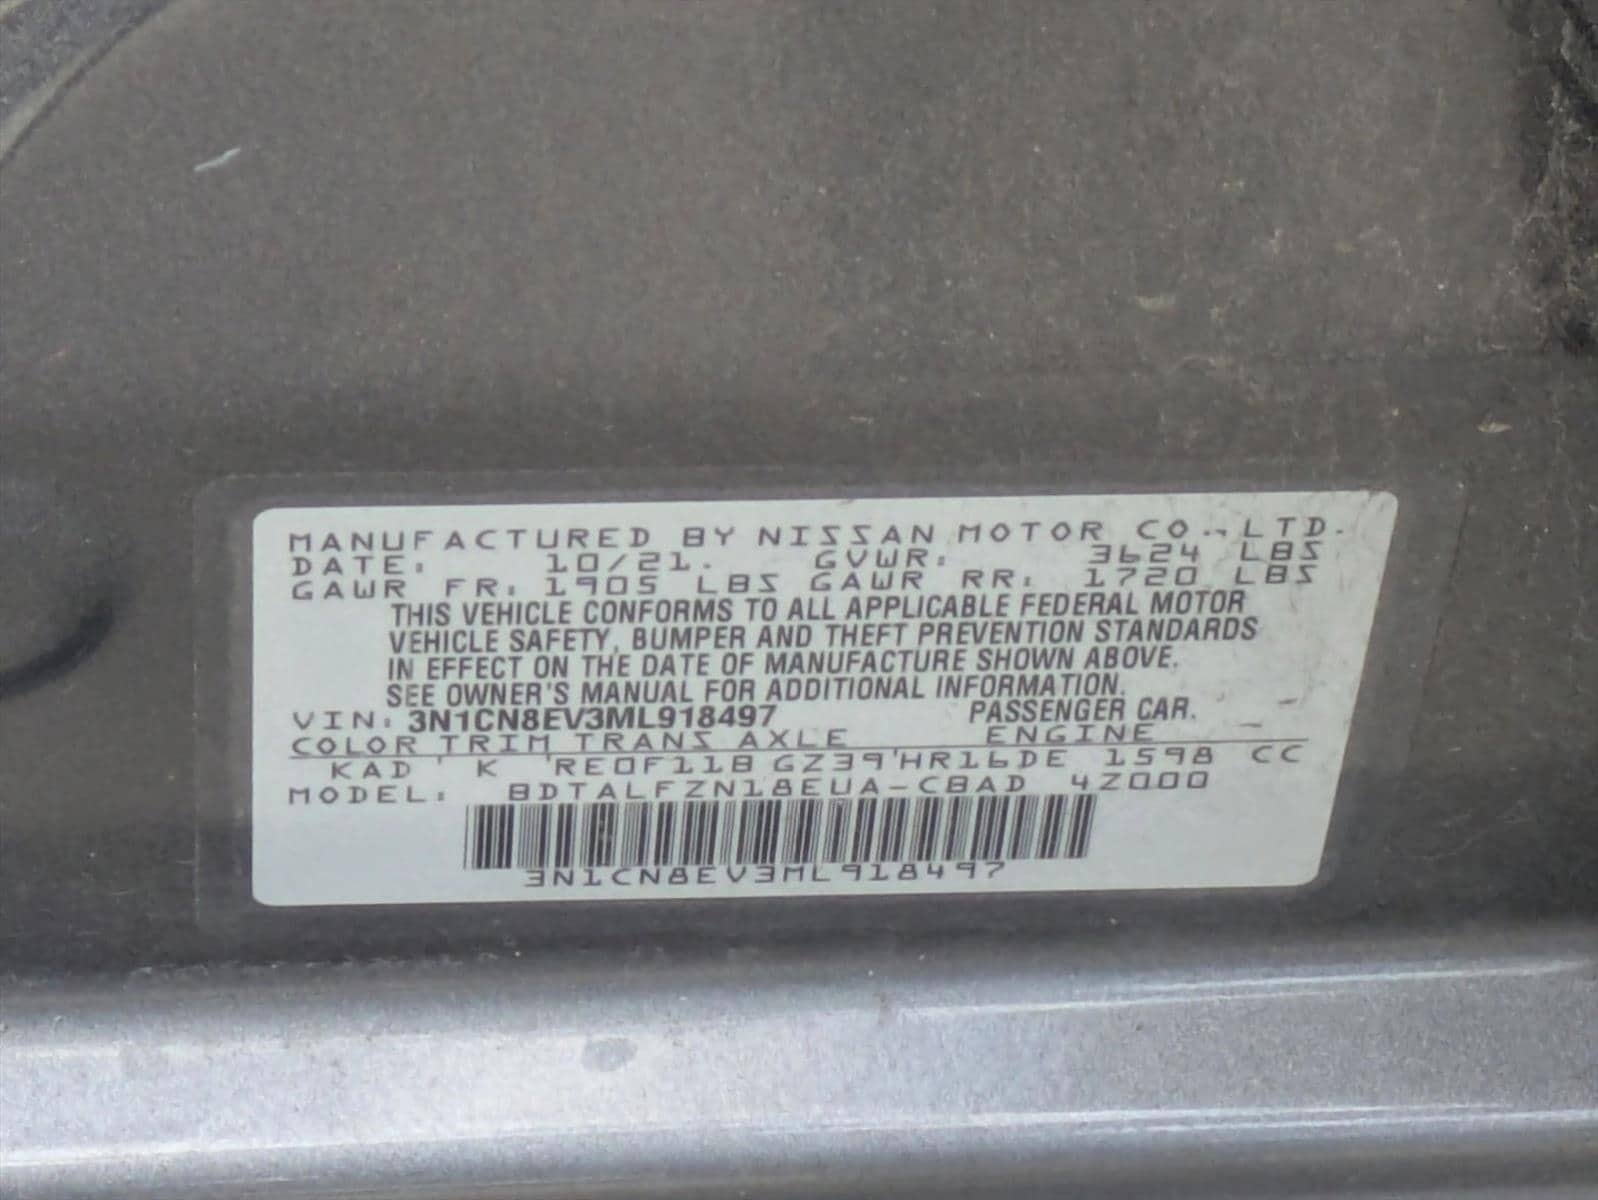 MANUFACTURED BY NISSAN MOTOR CO., LTD.
DATE: 10/21. GVWR: 3624 LBS
GAWR FR: 1905 LBS GAWR RR: 1720 LBS
THIS VEHICLE CONFORMS TO ALL APPLICABLE FEDERAL MOTOR
VEHICLE SAFETY, BUMPER AND THEFT PREVENTION STANDARDS
IN EFFECT ON THE DATE OF MANUFACTURE SHOWN ABOVE.
SEE OWNER'S MANUAL FOR ADDITIONAL INFORMATION.
VIN: 3N1CN8EV3ML918497 PASSENGER CAR.
COLOR TRIM TRANS AXLE ENGINE
KAD K RE0F11B GZ39 HR16DE 1598 CC
MODEL: BDTALFZN18EUA-CBAD 4Z000
3N1CN8EV3ML918497